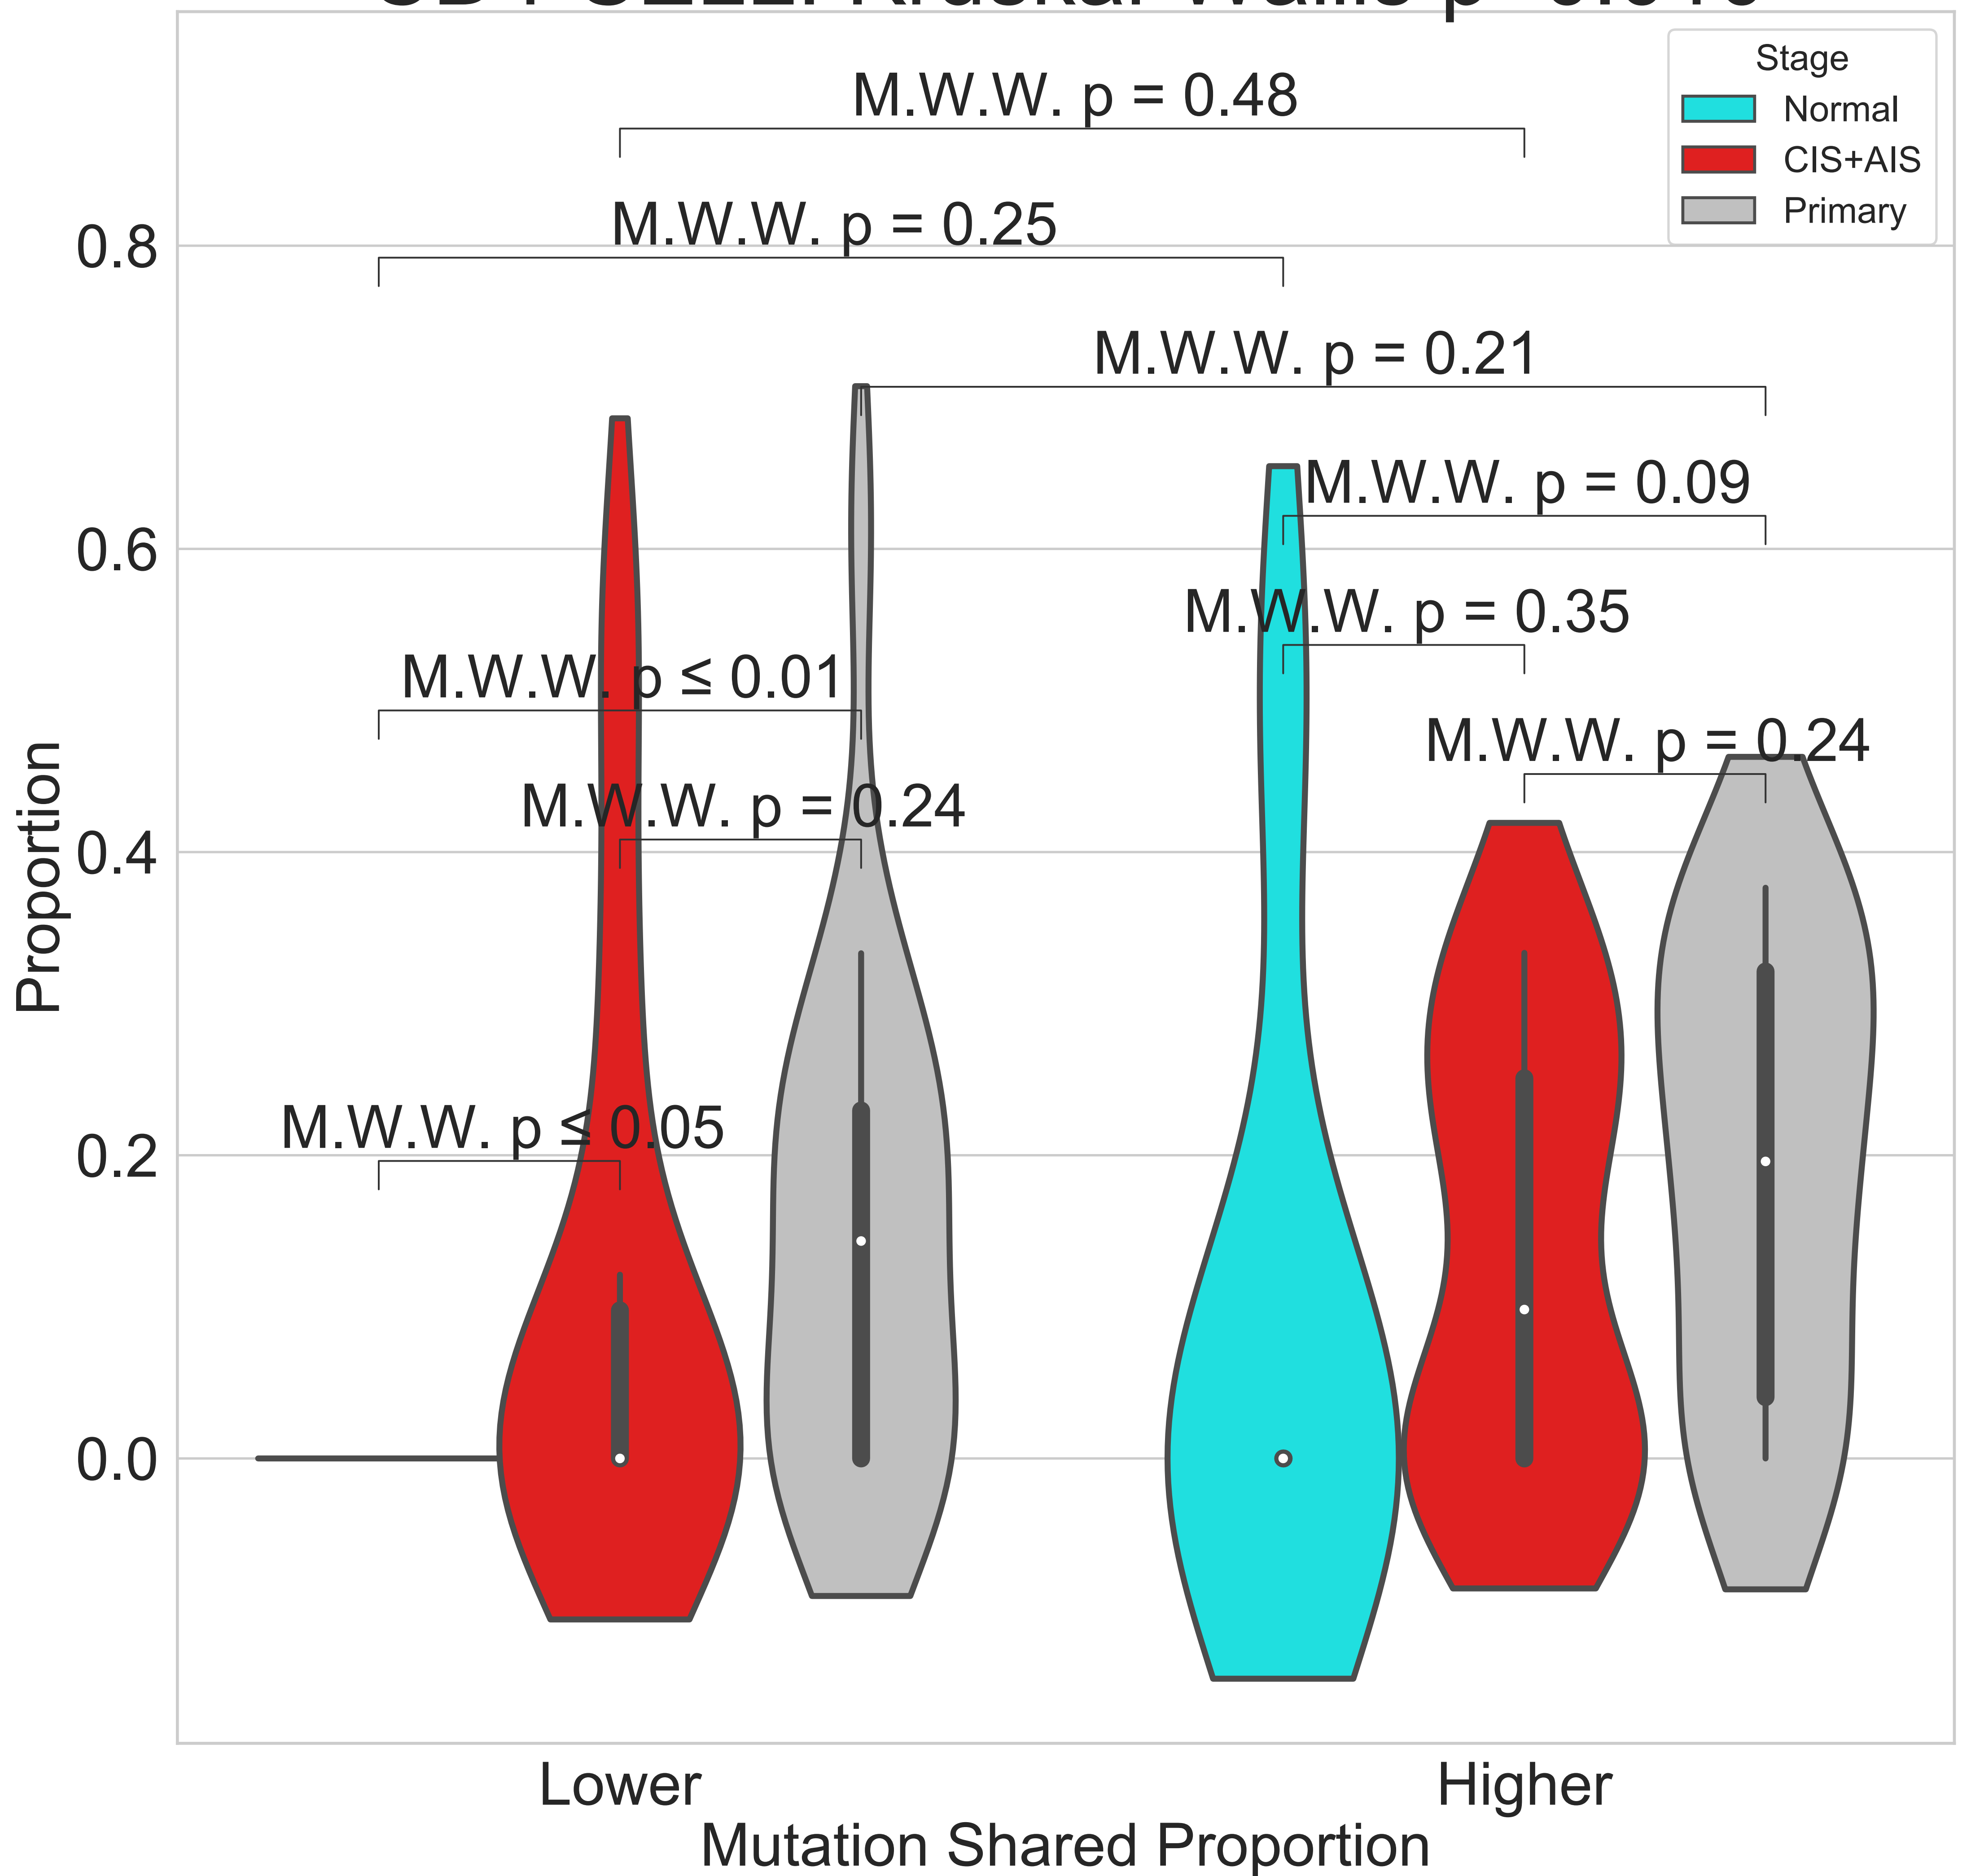 Stage
Normal
CIS+AIS
Primary
M.W.W. p = 0.48
M.W.W. p = 0.25
M.W.W. p = 0.21
M.W.W. p = 0.09
M.W.W. p = 0.35
M.W.W. p ≤ 0.01
M.W.W. p = 0.24
M.W.W. p = 0.24
M.W.W. p ≤ 0.05
0.8
0.6
0.4
0.2
0.0
Proportion
Lower
Higher
Mutation Shared Proportion